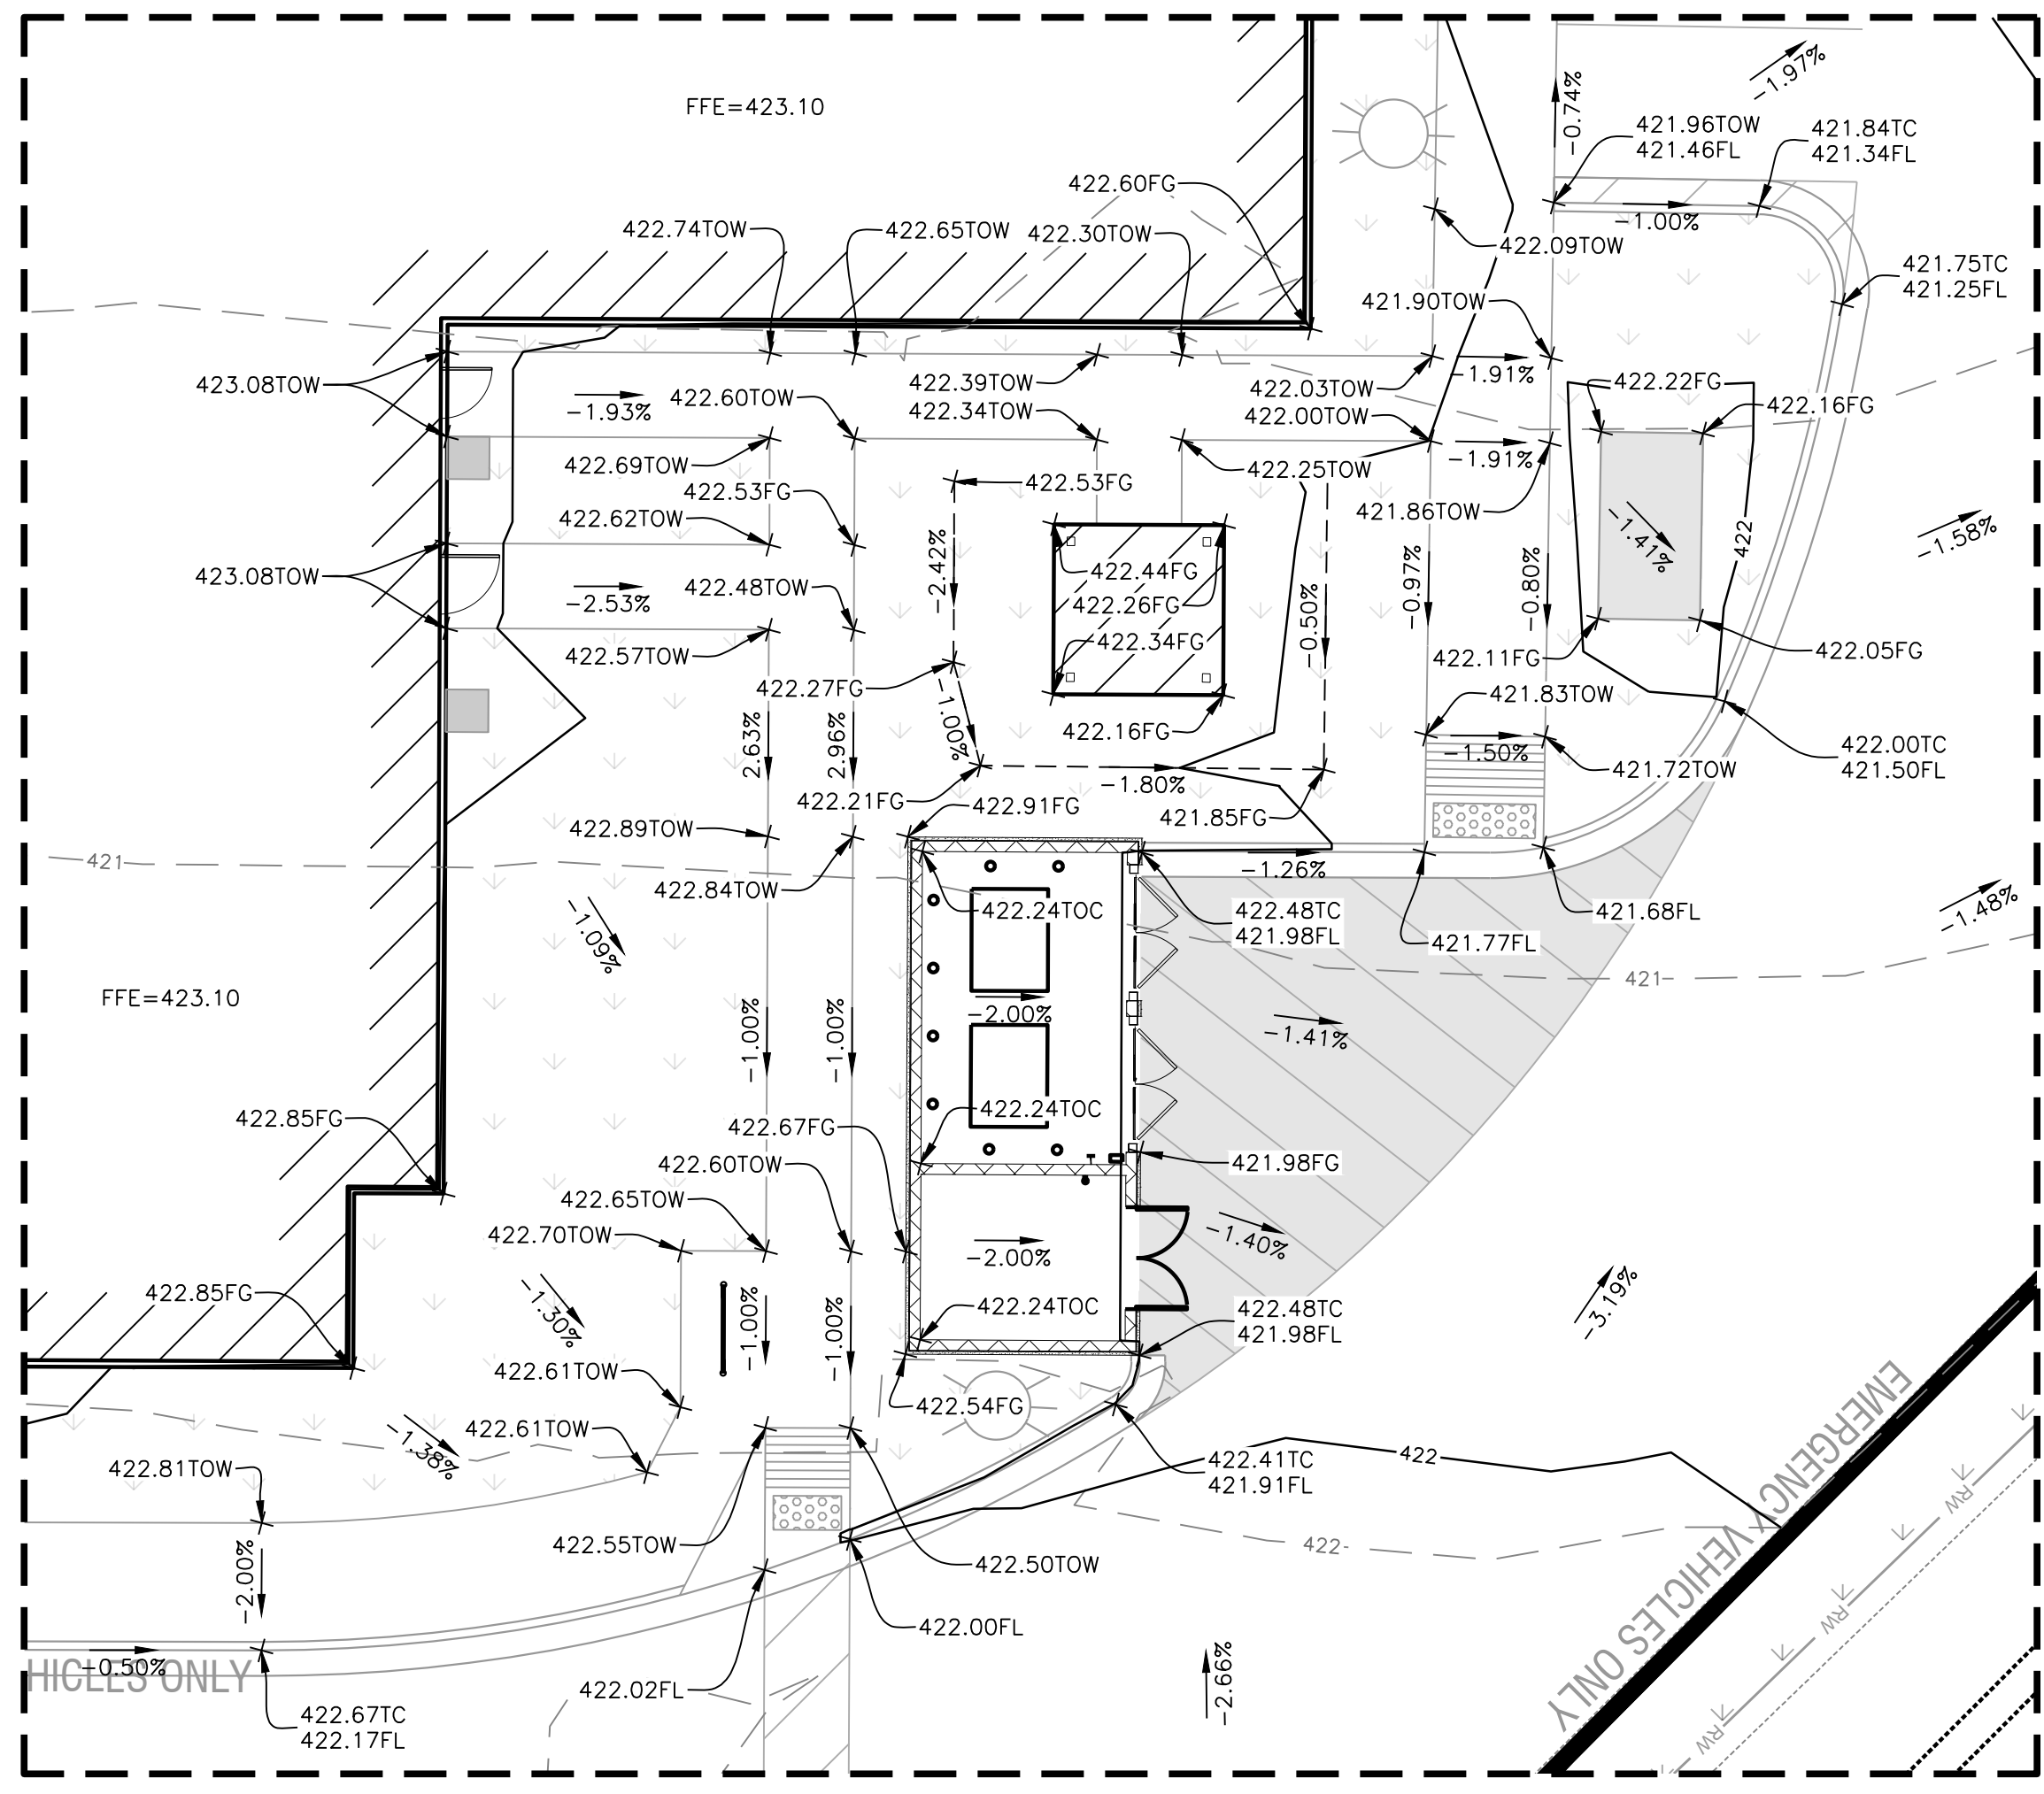 -1.97%
-0.74%
FFE=423.10
421.96TOW
421.46FL
421.84TC
421.34FL
422.60FG
-1.00%
422.74TOW
422.65TOW
422.30TOW
422.09TOW
421.75TC
421.25FL
421.90TOW
423.08TOW
-1.93%
422.60TOW
422.39TOW
422.34TOW
422.03TOW
422.00TOW
-1.91%
422.22FG
422.16FG
422.69TOW
422.53FG
422.53FG
422.25TOW
-1.91%
422.62TOW
421.86TOW
-1.41%
422
-1.58%
423.08TOW
-2.53%
422.48TOW
-2.42%
422.44FG
422.26FG
422.34FG
-0.50%
-0.97%
-0.80%
422.57TOW
422.11FG
422.05FG
422.27FG
-1.00%
421.83TOW
2.63%
2.96%
422.16FG
-1.50%
422.00TC
421.50FL
421.72TOW
422.21FG
422.91FG
-1.80%
421.85FG
422.89TOW
421
-1.26%
422.84TOW
422.24TOC
422.48TC
421.98FL
421.77FL
421.68FL
-1.48%
-1.09%
421
FFE=423.10
-1.00%
-1.00%
-2.00%
-1.41%
422.85FG
422.67FG
422.24TOC
422.60TOW
421.98FG
422.65TOW
422.70TOW
-2.00%
-1.40%
422.85FG
-1.30%
-1.00%
-1.00%
422.24TOC
422.48TC
421.98FL
-3.19%
422.61TOW
422.54FG
-1.38%
422.61TOW
422.81TOW
422.41TC
421.91FL
422
EMERGENCY VEHICLES ONLY
RW
422.55TOW
422.50TOW
422
-2.00%
422.00FL
RW
-0.50%
HICLES ONLY
422.02FL
-2.66%
422.67TC
422.17FL
RW